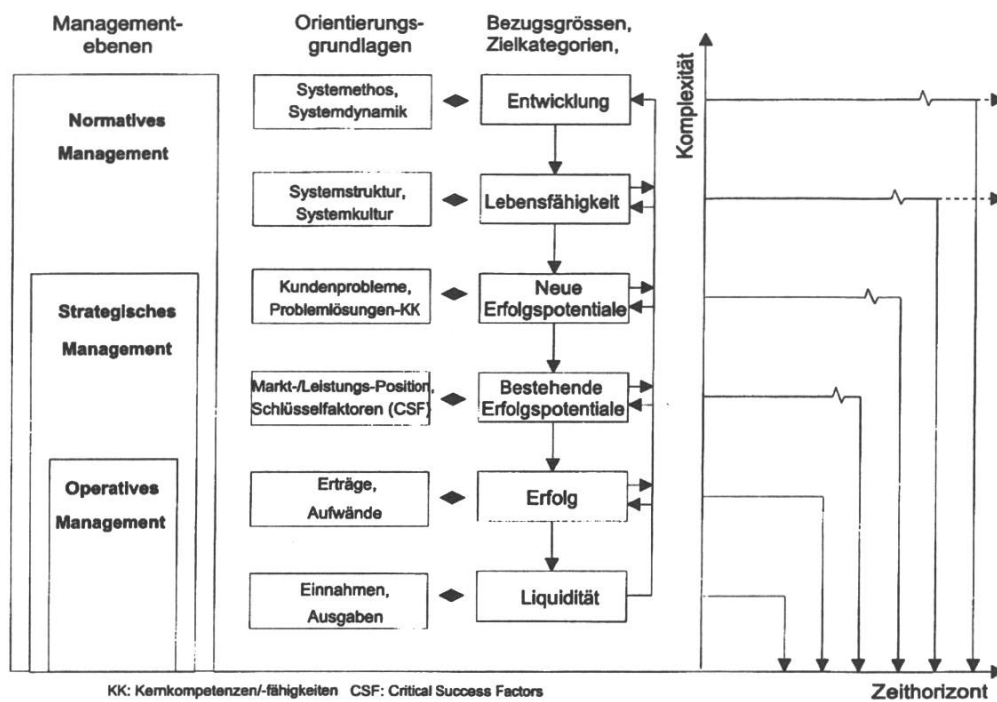 Management-
ebenen
Orientierungs-
grundlagen
Bezugsgrössen,
Zielkategorien,
Komplexität
Normatives
Management
Strategisches
Management
Operatives
Management
Systemethos,
Systemdynamik
Entwicklung
Systemstruktur,
Systemkultur
Lebensfähigkeit
Kundenprobleme,
Problemlösungen-KK
Neue
Erfolgspotentiale
Markt-/Leistungs-Position,
Schlüsselfaktoren (CSF)
Bestehende
Erfolgspotentiale
Erträge,
Aufwände
Erfolg
Einnahmen,
Ausgaben
Liquidität
KK: Kernkompetenzen/-fähigkeiten CSF: Critical Success Factors
Zeithorizont